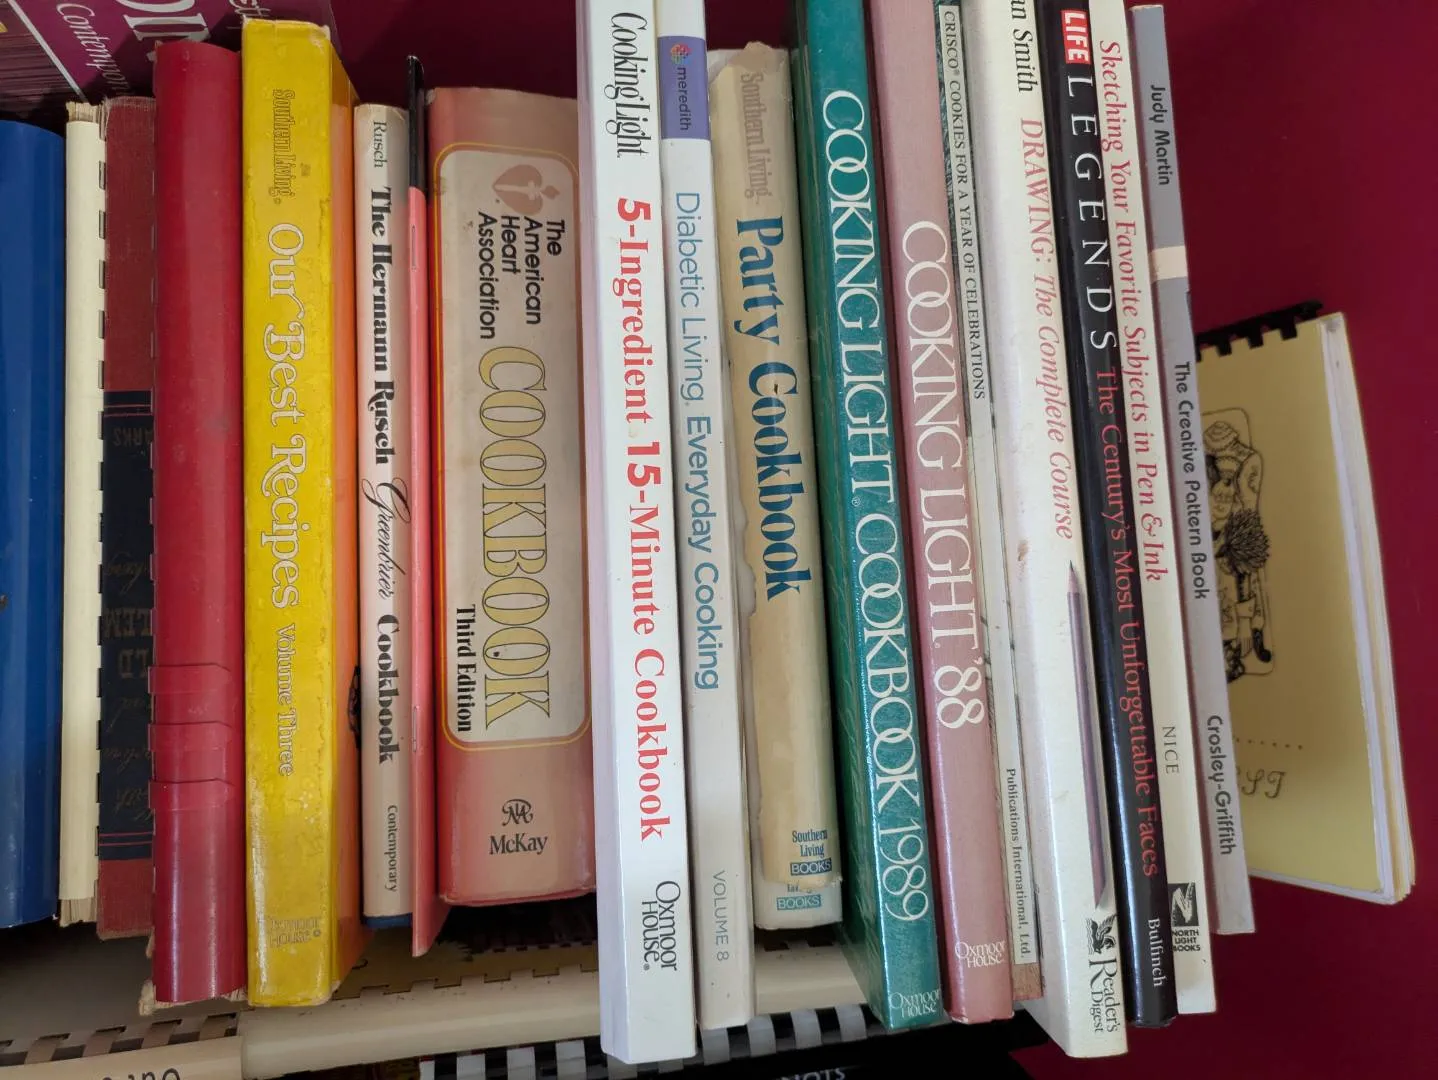 Contempor
Southern Living®
Our Best Recipes Volume Three
Oxmoor House®
Rusch
The Hermann Rusch Greenbrier Cookbook
Contemporary
The
American
Heart
Association
COOKBOOK
Third Edition
McKay
Cooking Light.
5-Ingredient 15-Minute Cookbook
Oxmoor
House®
meredith
Diabetic Living. Everyday Cooking
VOLUME 8
Southern Living
Party Cookbook
Southern
Living
BOOKS
BOOKS
COOKING LIGHT® COOKBOOK 1989
Oxmoor
House
COOKING LIGHT® '88
Oxmoor
House®
CRISCO® COOKIES FOR A YEAR OF CELEBRATIONS
Publications International, Ltd.
an Smith
DRAWING: The Complete Course
Reader's
Digest
LIFE
LEGENDS The Century's Most Unforgettable Faces
Bulfinch
Sketching Your Favorite Subjects in Pen & Ink
NICE
NORTH
LIGHT
BOOKS
Judy Martin
The Creative Pattern Book
Crosley-Griffith